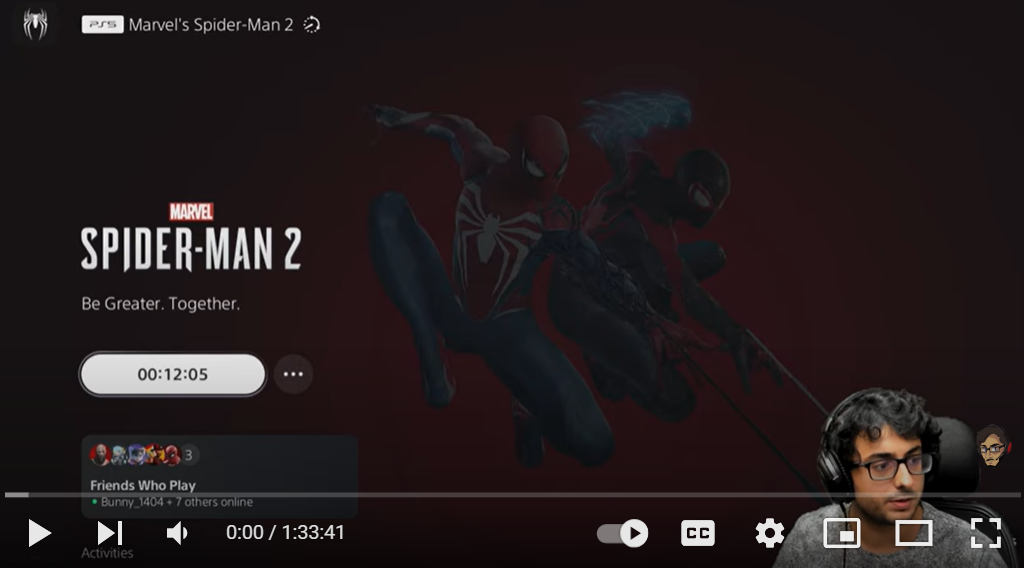 PS5 Marvel's Spider-Man 2
MARVEL
SPIDER-MAN 2
Be Greater. Together.
00:12:05
3
Friends Who Play
Bunny_1404 + 7 others online
0:00 / 1:33:41
CC
Activities